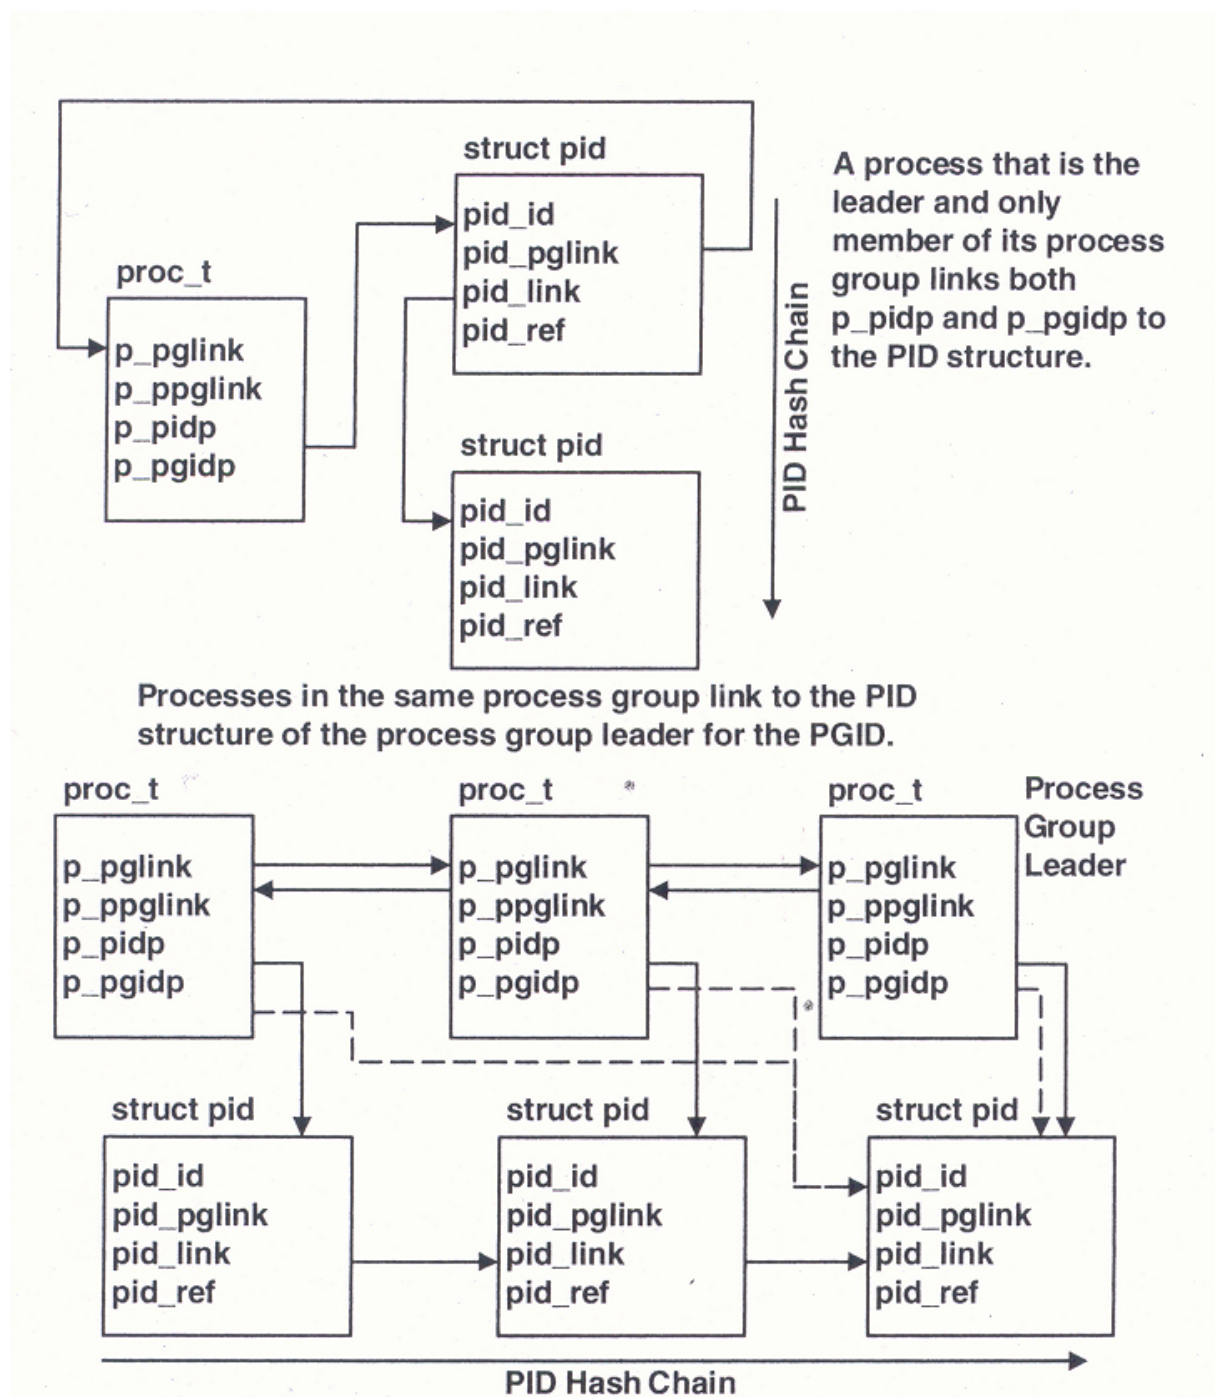 struct pid
pid_id
pid_pglink
pid_link
pid_ref
A process that is the
leader and only
member of its process
group links both
p_pidp and p_pgidp to
the PID structure.
PID Hash Chain
proc_t
p_pglink
p_ppglink
p_pidp
p_pgidp
struct pid
pid_id
pid_pglink
pid_link
pid_ref
Processes in the same process group link to the PID
structure of the process group leader for the PGID.
proc_t
p_pglink
p_ppglink
p_pidp
p_pgidp
proc_t
p_pglink
p_ppglink
p_pidp
p_pgidp
proc_t
p_pglink
p_ppglink
p_pidp
p_pgidp
Process
Group
Leader
struct pid
pid_id
pid_pglink
pid_link
pid_ref
struct pid
pid_id
pid_pglink
pid_link
pid_ref
struct pid
pid_id
pid_pglink
pid_link
pid_ref
PID Hash Chain